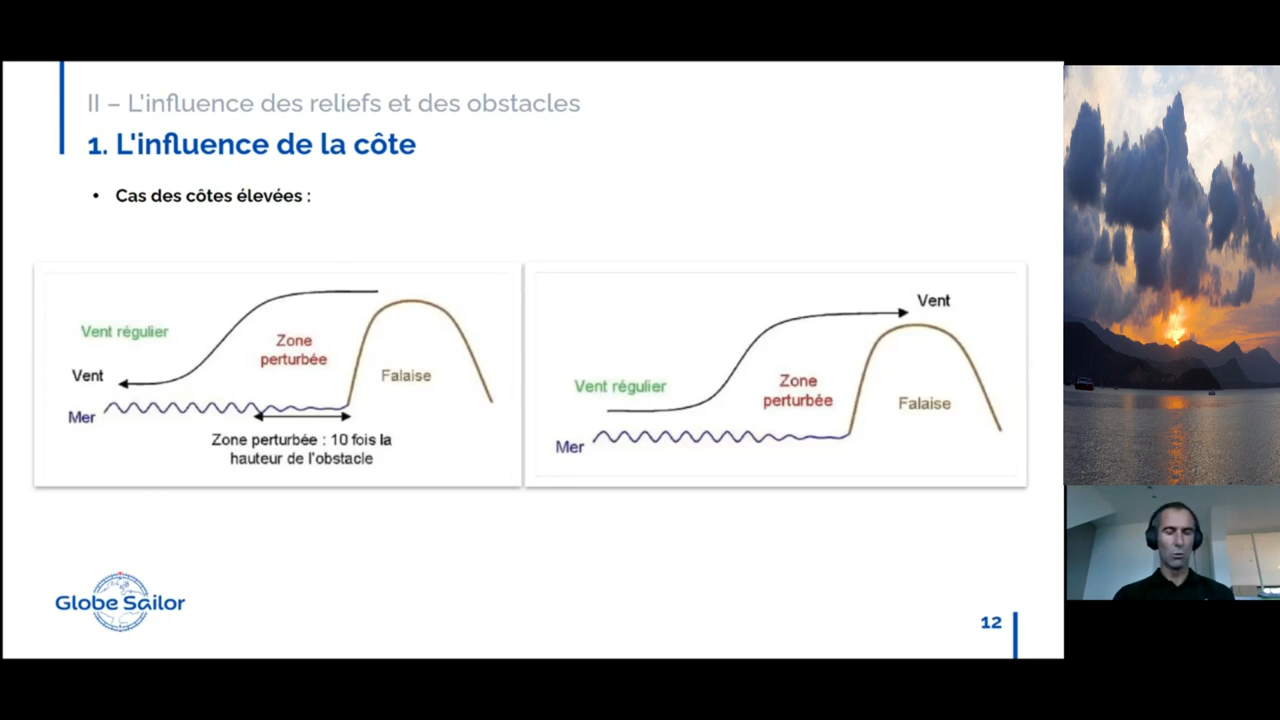 II – L'influence des reliefs et des obstacles
1. L'influence de la côte
• Cas des côtes élevées :
Vent régulier
Zone
perturbée
Vent
Falaise
Mer
Zone perturbée : 10 fois la
hauteur de l'obstacle
Vent
Vent régulier
Zone
perturbée
Falaise
Mer
Globe Sailor
12